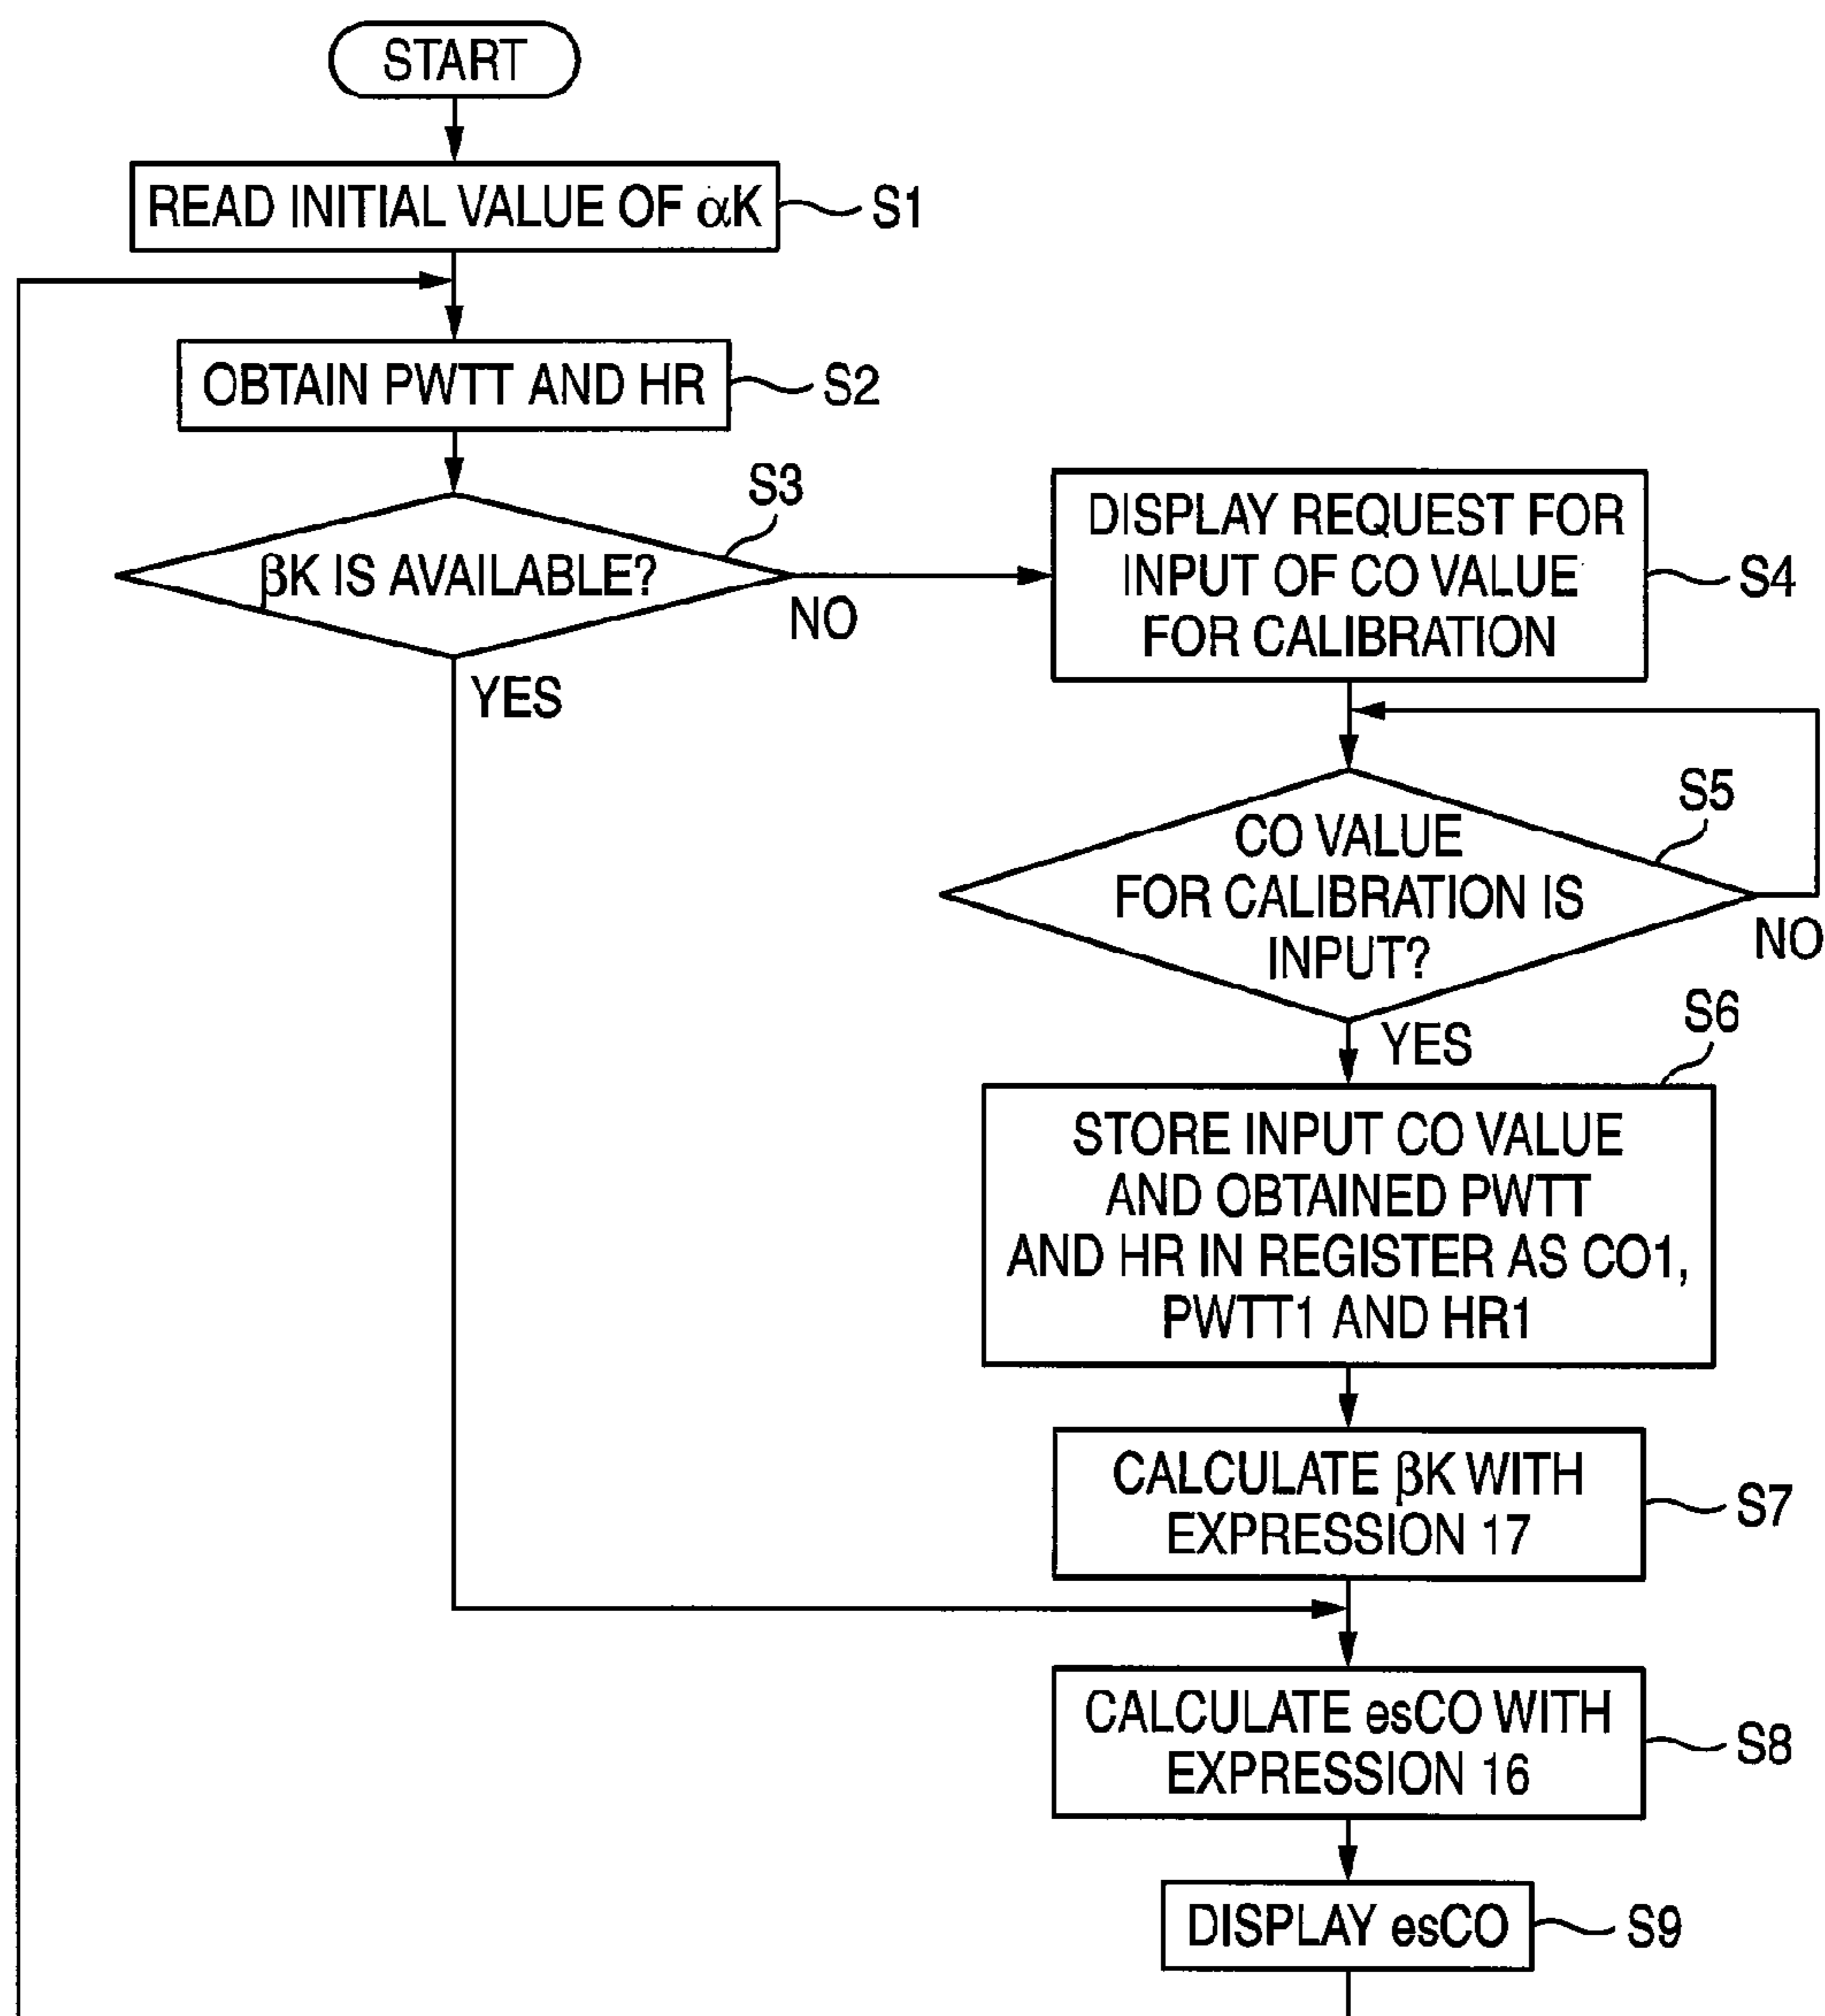 START
READ INITIAL VALUE OF αK
S1
OBTAIN PWTT AND HR
S2
S3
βK IS AVAILABLE?
NO
YES
DISPLAY REQUEST FOR
INPUT OF CO VALUE
FOR CALIBRATION
S4
S5
CO VALUE
FOR CALIBRATION IS
INPUT?
NO
YES
S6
STORE INPUT CO VALUE
AND OBTAINED PWTT
AND HR IN REGISTER AS CO1,
PWTT1 AND HR1
CALCULATE βK WITH
EXPRESSION 17
S7
CALCULATE esCO WITH
EXPRESSION 16
S8
DISPLAY esCO
S9